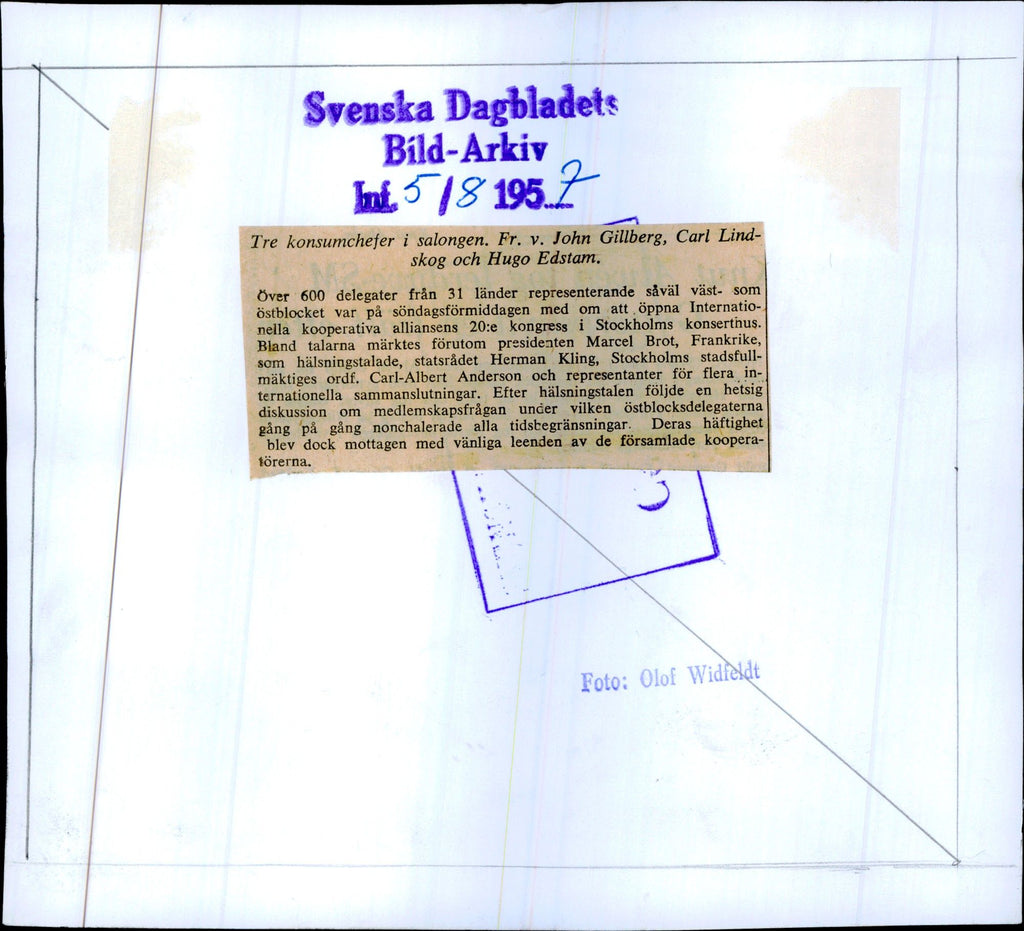 Svenska Dagbladets
Bild-Arkiv
Inf. 5/8 1957
Tre konsumchefer i salongen. Fr. v. John Gillberg, Carl Lind-
skog och Hugo Edstam.
Över 600 delegater från 31 länder representerande såväl väst- som
östblocket var på söndagsförmiddagen med om att öppna Internatio-
nella kooperativa alliansens 20:e kongress i Stockholms konserthus.
Bland talarna märktes förutom presidenten Marcel Brot, Frankrike,
som hälsningstalade, statsrådet Herman Kling, Stockholms stadsfull-
mäktiges ordf. Carl-Albert Anderson och representanter för flera in-
ternationella sammanslutningar. Efter hälsningstalen följde en hetsig
diskussion om medlemskapsfrågan under vilken östblocksdelegaterna
gång på gång nonchalerade alla tidsbegränsningar. Deras häftighet
blev dock mottagen med vänliga leenden av de församlade koopera-
törerna.
Foto: Olof Widfeldt